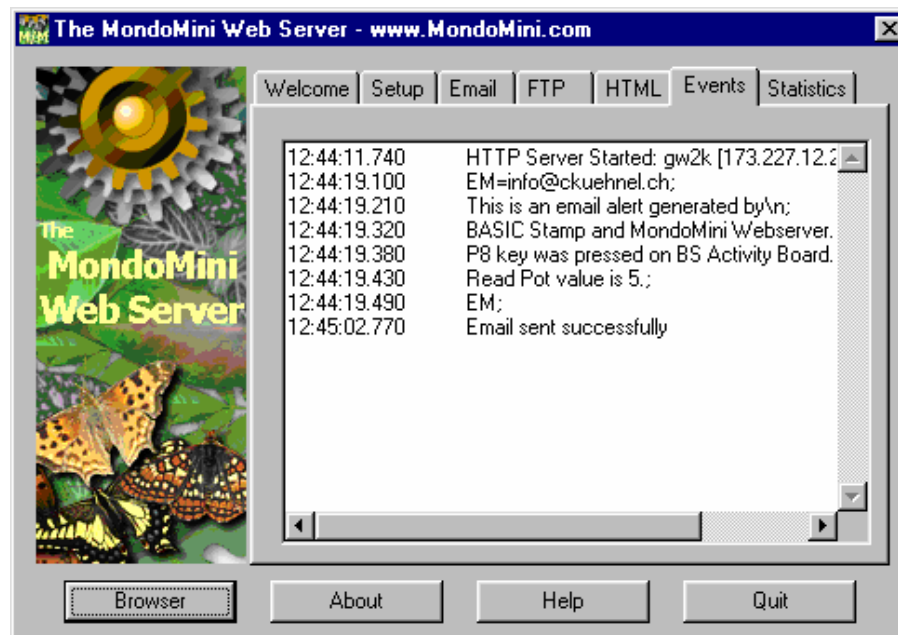 The MondoMini Web Server - www.MondoMini.com
Welcome Setup Email FTP HTML Events Statistics
The
MondoMini
Web Server
12:44:11.740 HTTP Server Started: gw2k [173.227.12.2
12:44:19.100 EM=info@ckuehnel.ch;
12:44:19.210 This is an email alert generated by\n;
12:44:19.320 BASIC Stamp and MondoMini Webserver.
12:44:19.380 P8 key was pressed on BS Activity Board.
12:44:19.430 Read Pot value is 5.;
12:44:19.490 EM;
12:45:02.770 Email sent successfully
Browser About Help Quit